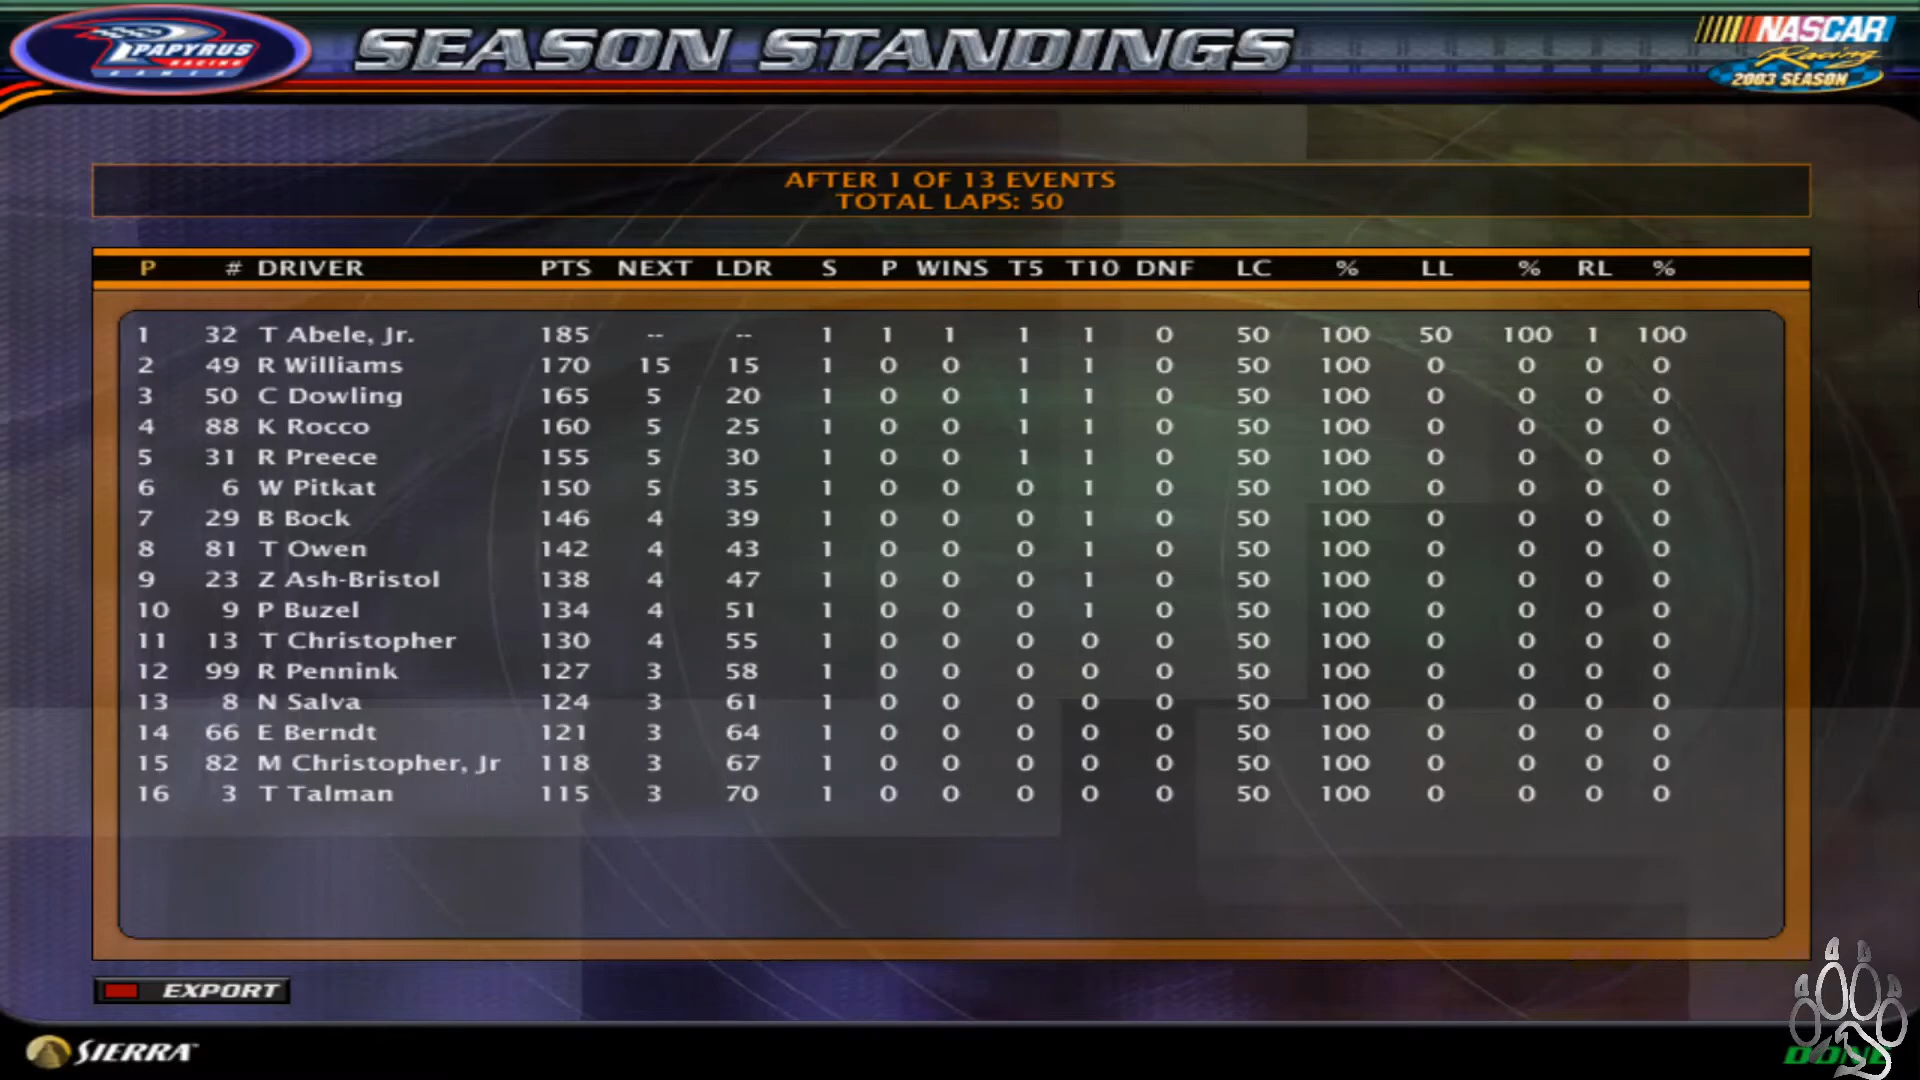 PAPYRUS
RACING
GAMES
SEASON STANDINGS
NASCAR
Racing
2003 SEASON
AFTER 1 OF 13 EVENTS
TOTAL LAPS: 50
P # DRIVER PTS NEXT LDR S P WINS T5 T10 DNF LC % LL % RL %
1 32 T Abele, Jr. 185 -- -- 1 1 1 1 1 0 50 100 50 100 1 100
2 49 R Williams 170 15 15 1 0 0 1 1 0 50 100 0 0 0 0
3 50 C Dowling 165 5 20 1 0 0 1 1 0 50 100 0 0 0 0
4 88 K Rocco 160 5 25 1 0 0 1 1 0 50 100 0 0 0 0
5 31 R Preece 155 5 30 1 0 0 1 1 0 50 100 0 0 0 0
6 6 W Pitkat 150 5 35 1 0 0 0 1 0 50 100 0 0 0 0
7 29 B Bock 146 4 39 1 0 0 0 1 0 50 100 0 0 0 0
8 81 T Owen 142 4 43 1 0 0 0 1 0 50 100 0 0 0 0
9 23 Z Ash-Bristol 138 4 47 1 0 0 0 1 0 50 100 0 0 0 0
10 9 P Buzel 134 4 51 1 0 0 0 1 0 50 100 0 0 0 0
11 13 T Christopher 130 4 55 1 0 0 0 0 0 50 100 0 0 0 0
12 99 R Pennink 127 3 58 1 0 0 0 0 0 50 100 0 0 0 0
13 8 N Salva 124 3 61 1 0 0 0 0 0 50 100 0 0 0 0
14 66 E Berndt 121 3 64 1 0 0 0 0 0 50 100 0 0 0 0
15 82 M Christopher, Jr 118 3 67 1 0 0 0 0 0 50 100 0 0 0 0
16 3 T Talman 115 3 70 1 0 0 0 0 0 50 100 0 0 0 0
EXPORT
SIERRA
DONE